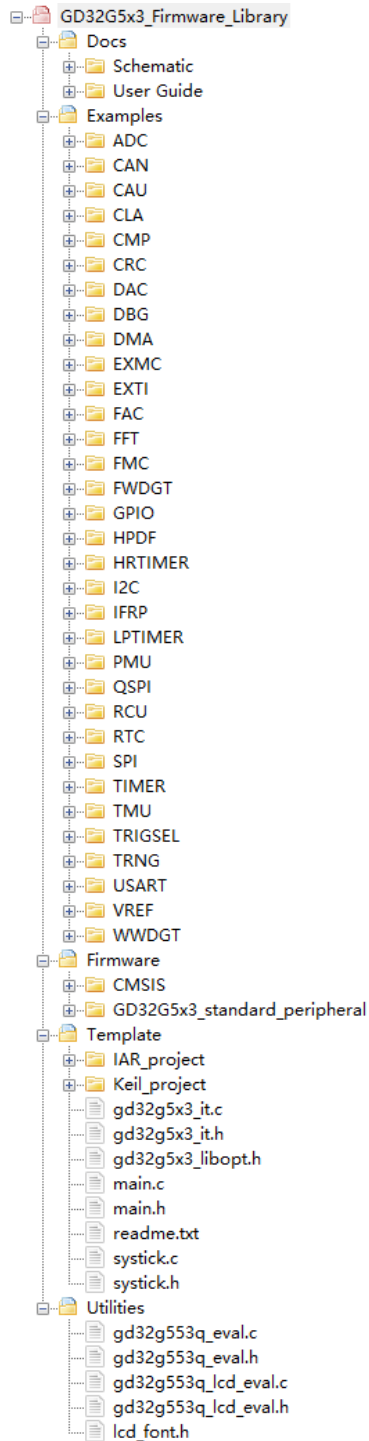 GD32G5x3_Firmware_Library
Docs
Schematic
User Guide
Examples
ADC
CAN
CAU
CLA
CMP
CRC
DAC
DBG
DMA
EXMC
EXTI
FAC
FFT
FMC
FWDGT
GPIO
HPDF
HRTIMER
I2C
IFRP
LPTIMER
PMU
QSPI
RCU
RTC
SPI
TIMER
TMU
TRIGSEL
TRNG
USART
VREF
WWDGT
Firmware
CMSIS
GD32G5x3_standard_peripheral
Template
IAR_project
Keil_project
gd32g5x3_it.c
gd32g5x3_it.h
gd32g5x3_libopt.h
main.c
main.h
readme.txt
systick.c
systick.h
Utilities
gd32g553q_eval.c
gd32g553q_eval.h
gd32g553q_lcd_eval.c
gd32g553q_lcd_eval.h
lcd_font.h